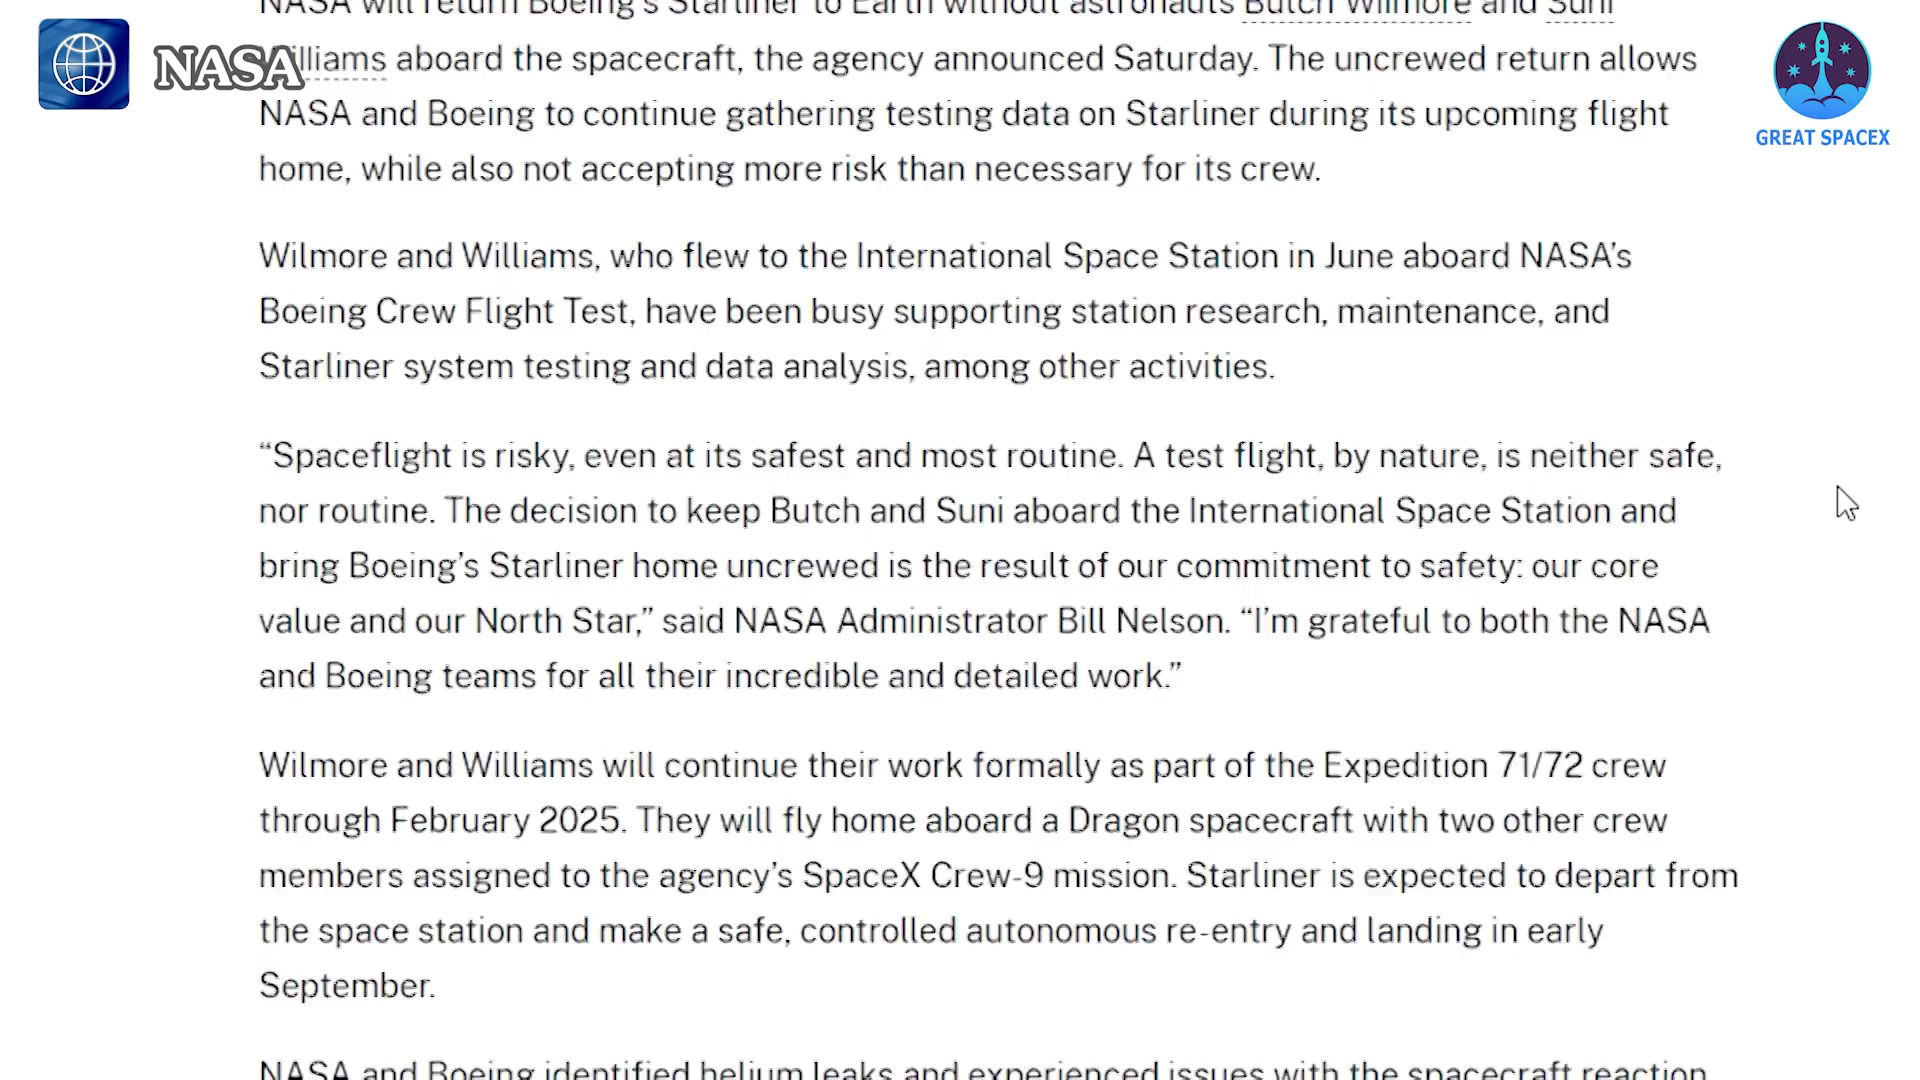 NASA will return Boeing's Starliner to Earth without astronauts Butch Wilmore and Suni
NASA
Williams aboard the spacecraft, the agency announced Saturday. The uncrewed return allows
NASA and Boeing to continue gathering testing data on Starliner during its upcoming flight
home, while also not accepting more risk than necessary for its crew.
GREAT SPACEX
Wilmore and Williams, who flew to the International Space Station in June aboard NASA’s
Boeing Crew Flight Test, have been busy supporting station research, maintenance, and
Starliner system testing and data analysis, among other activities.
“Spaceflight is risky, even at its safest and most routine. A test flight, by nature, is neither safe,
nor routine. The decision to keep Butch and Suni aboard the International Space Station and
bring Boeing’s Starliner home uncrewed is the result of our commitment to safety: our core
value and our North Star,” said NASA Administrator Bill Nelson. “I’m grateful to both the NASA
and Boeing teams for all their incredible and detailed work.”
Wilmore and Williams will continue their work formally as part of the Expedition 71/72 crew
through February 2025. They will fly home aboard a Dragon spacecraft with two other crew
members assigned to the agency’s SpaceX Crew-9 mission. Starliner is expected to depart from
the space station and make a safe, controlled autonomous re-entry and landing in early
September.
NASA and Boeing identified helium leaks and experienced issues with the spacecraft reaction